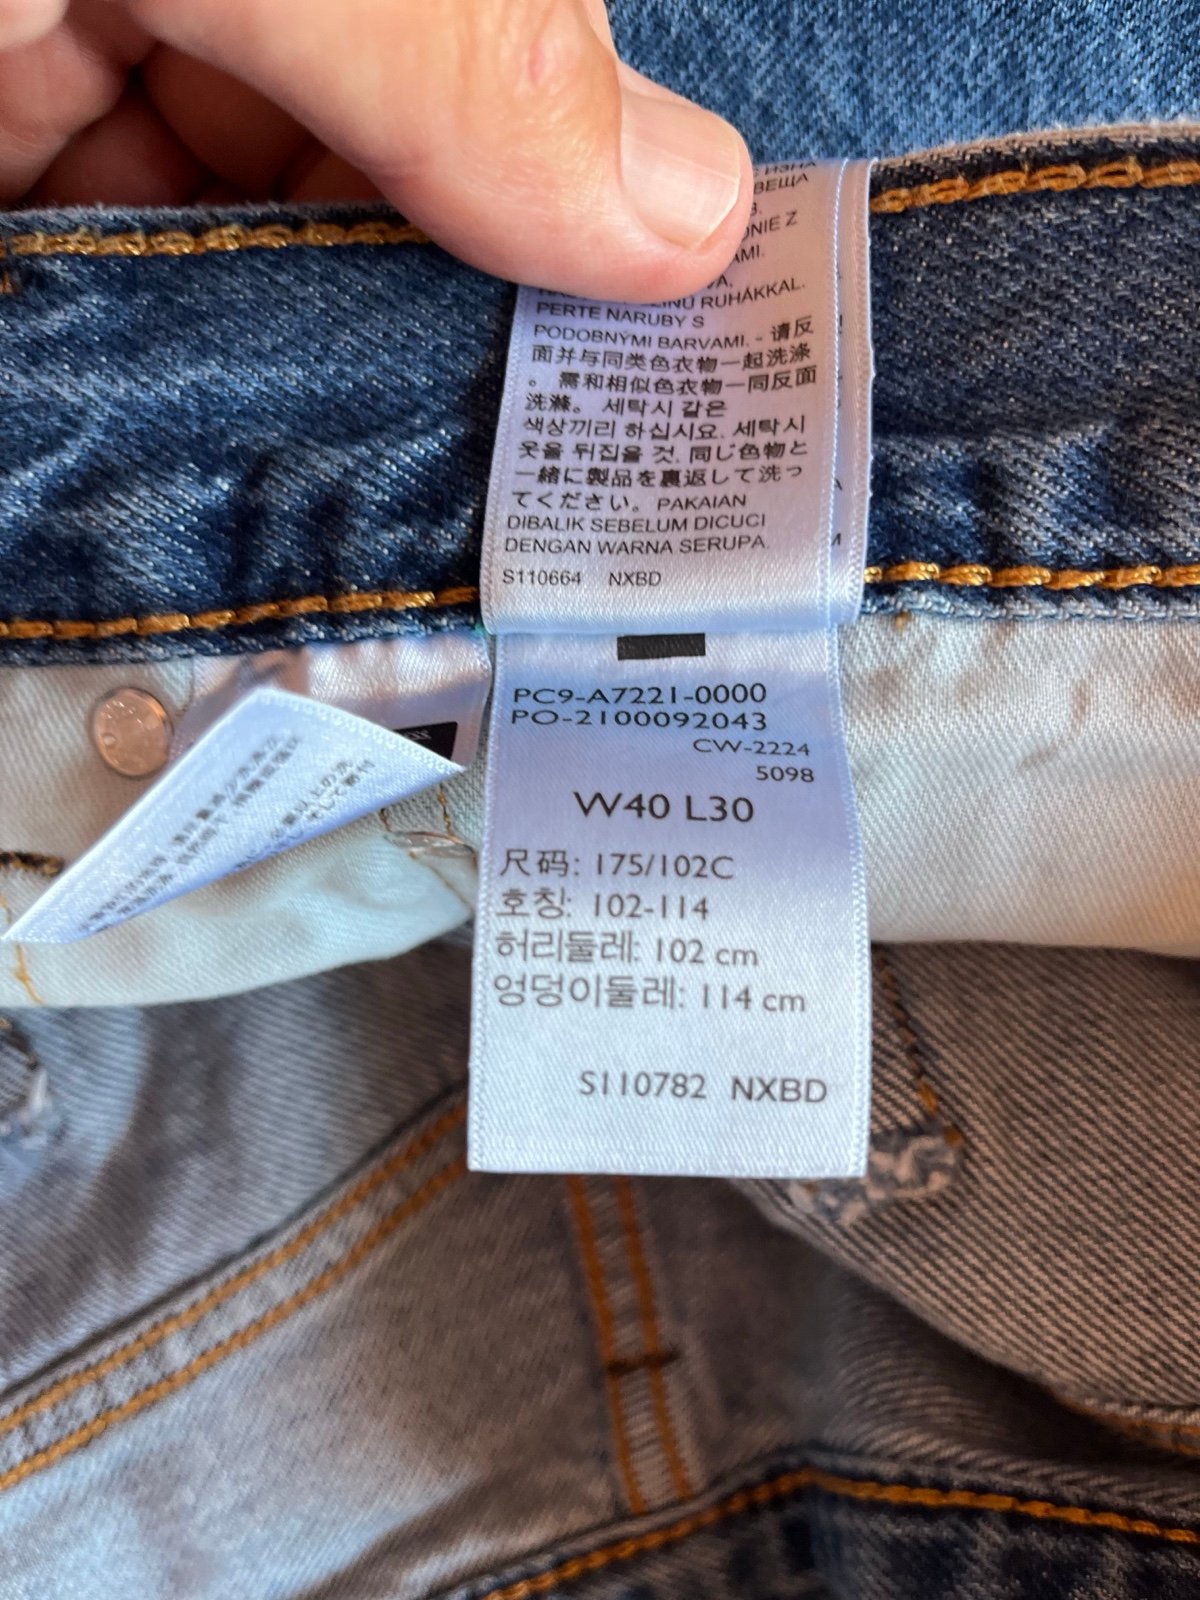 ИЗНА
ВЕЩА
В.
ONIE Z
AMI.
RUHÁKKAL.
PERTE NARUBY S
PODOBNÝMI BARVAMI. - 请反
面并与同类色衣物一起洗涤
。 需和相似色衣物一同反面
洗滌。 세탁시 같은
색상끼리 하십시요. 세탁시
옷을 뒤집을 것. 同じ色物と
一緒に製品を裏返して洗っ
てください。 PAKAIAN
DIBALIK SEBELUM DICUCI
DENGAN WARNA SERUPA.
S110664 NXBD
PC9-A7221-0000
PO-2100092043
CW-2224
5098
W40 L30
尺码: 175/102C
호칭: 102-114
허리둘레: 102 cm
엉덩이둘레: 114 cm
S110782 NXBD